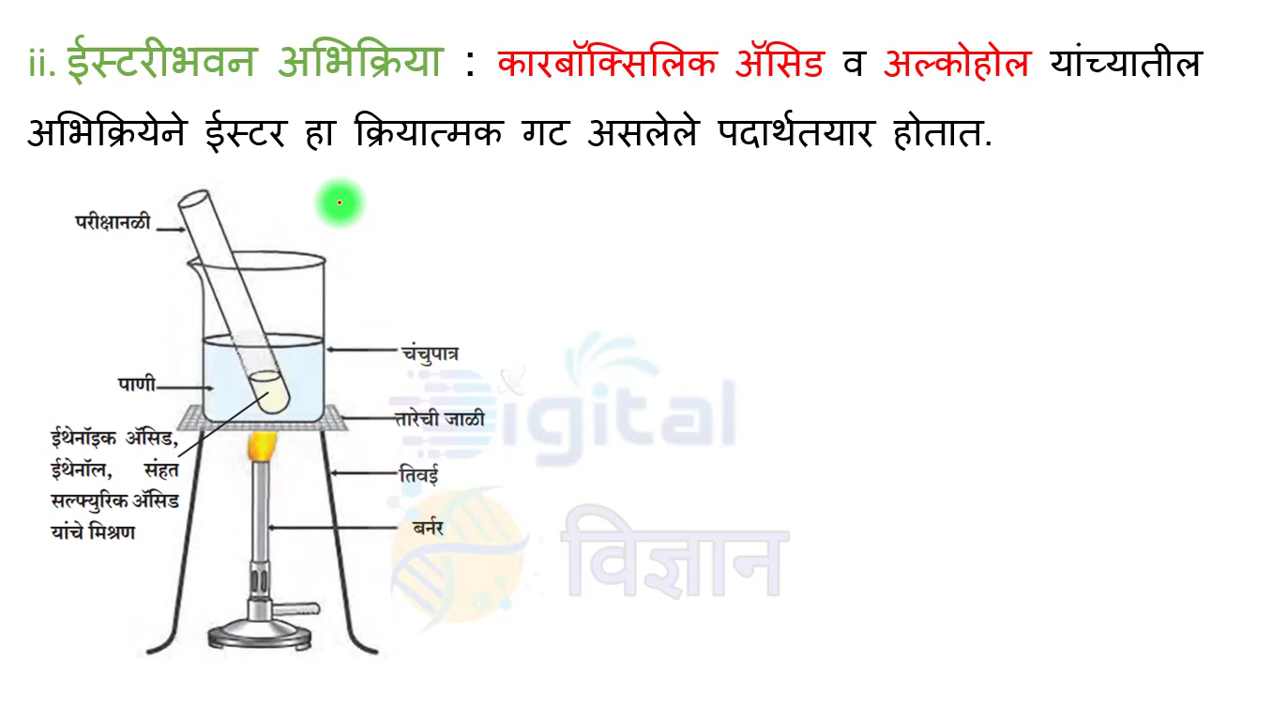 ii. ईस्टरीभवन अभिक्रिया : कारबॉक्सिलिक ॲसिड व अल्कोहोल यांच्यातील
अभिक्रियेने ईस्टर हा क्रियात्मक गट असलेले पदार्थतयार होतात.
परीक्षानळी
चंचुपात्र
पाणी
तारेची जाळी
ईथेनॉइक ॲसिड,
ईथेनॉल, संहत
सल्फ्युरिक ॲसिड
यांचे मिश्रण
तिवई
बर्नर
Digital
विज्ञान